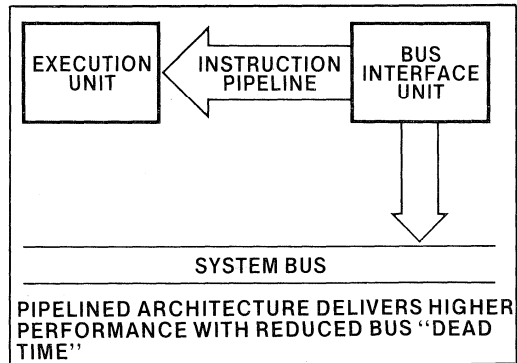 EXECUTION
UNIT
INSTRUCTION
PIPELINE
BUS
INTERFACE
UNIT
SYSTEM BUS
PIPELINED ARCHITECTURE DELIVERS HIGHER
PERFORMANCE WITH REDUCED BUS "DEAD
TIME"